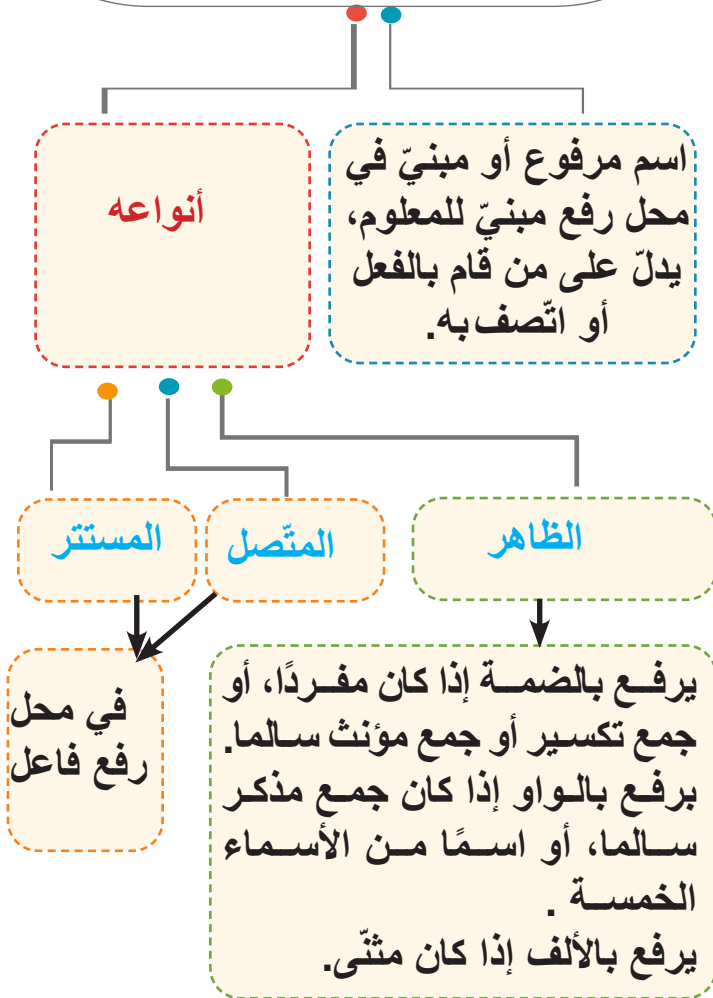 اسم مرفوع أو مبنيّ في
محل رفع مبنيّ للمعلوم،
يدلّ على من قام بالفعل
أو اتّصف به.
أنواعه
الظاهر
المتّصل
المستتر
يرفع بالضمة إذا كان مفردًا، أو
جمع تكسير أو جمع مؤنث سالما.
برفع بالواو إذا كان جمع مذكر
سالما، أو اسمًا من الأسماء
الخمسة .
يرفع بالألف إذا كان مثنّى.
في محل
رفع فاعل